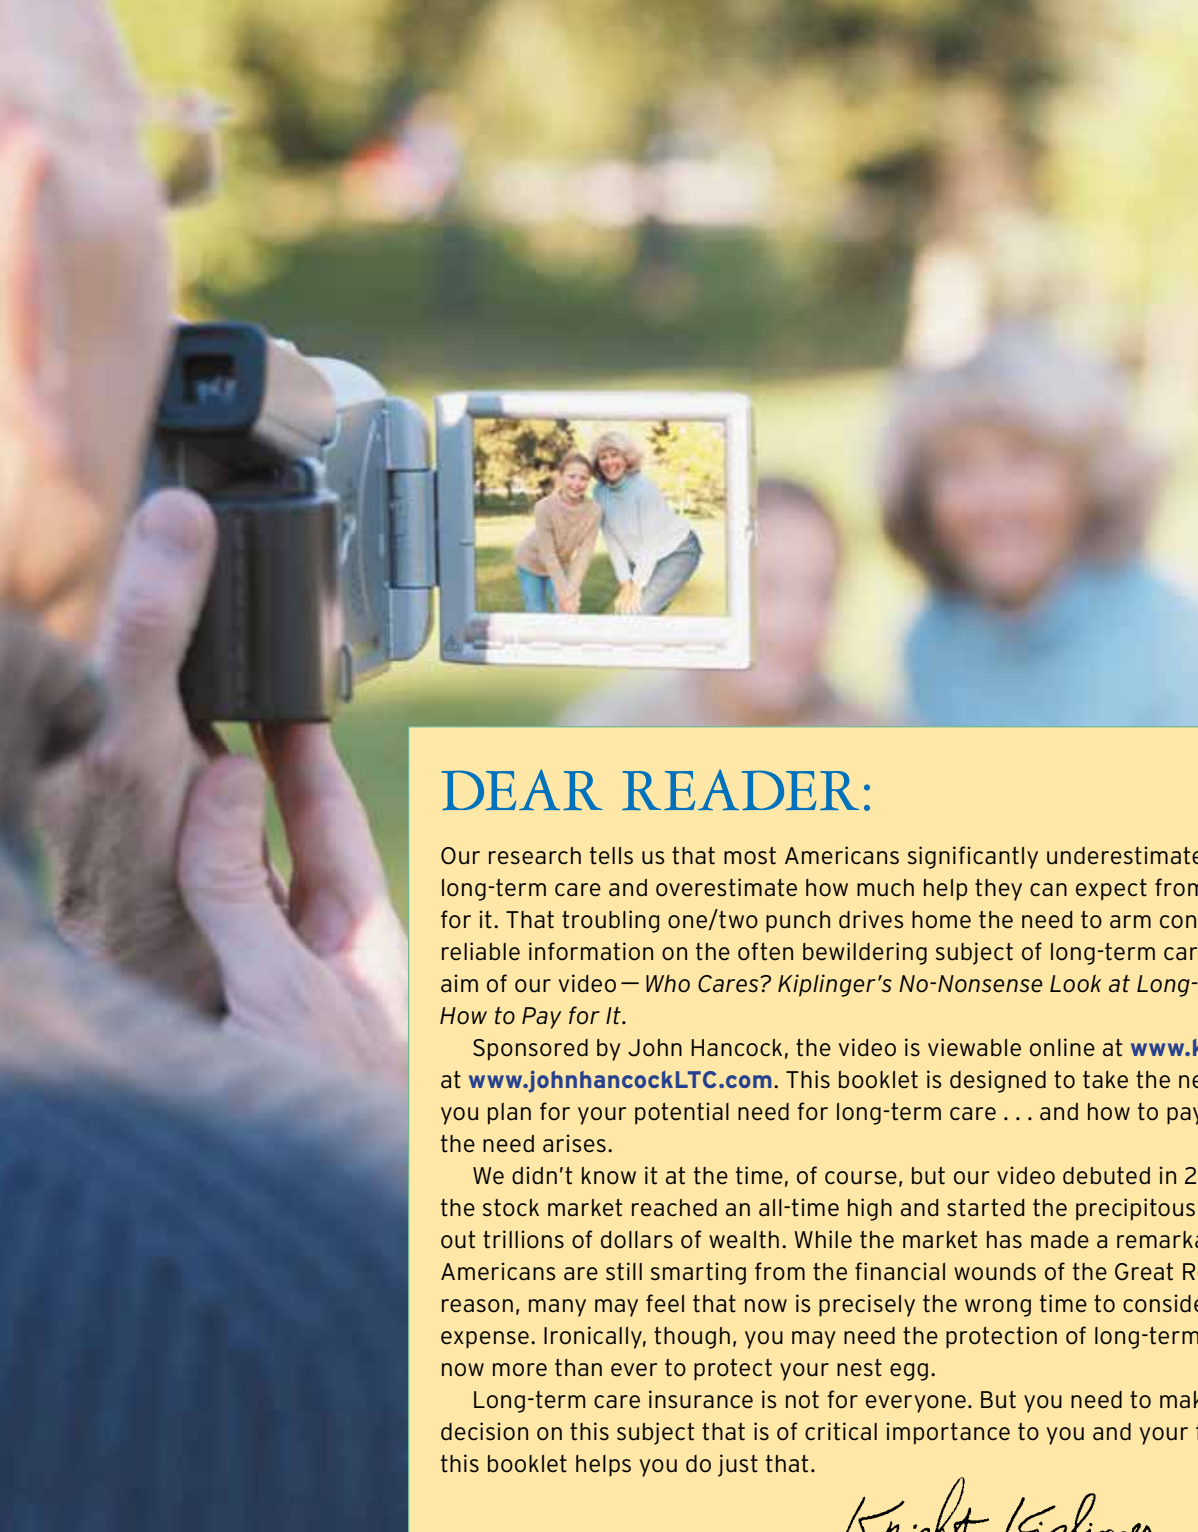 DEAR READER:
Our research tells us that most Americans significantly underestimate
long-term care and overestimate how much help they can expect from
for it. That troubling one/two punch drives home the need to arm con
reliable information on the often bewildering subject of long-term car
aim of our video — Who Cares? Kiplinger's No-Nonsense Look at Long-
How to Pay for It.
Sponsored by John Hancock, the video is viewable online at www.k
at www.johnhancockLTC.com. This booklet is designed to take the ne
you plan for your potential need for long-term care . . . and how to pay
the need arises.
We didn't know it at the time, of course, but our video debuted in 2
the stock market reached an all-time high and started the precipitous
out trillions of dollars of wealth. While the market has made a remarka
Americans are still smarting from the financial wounds of the Great R
reason, many may feel that now is precisely the wrong time to conside
expense. Ironically, though, you may need the protection of long-term
now more than ever to protect your nest egg.
Long-term care insurance is not for everyone. But you need to mak
decision on this subject that is of critical importance to you and your f
this booklet helps you do just that.
Knight Kiplinger